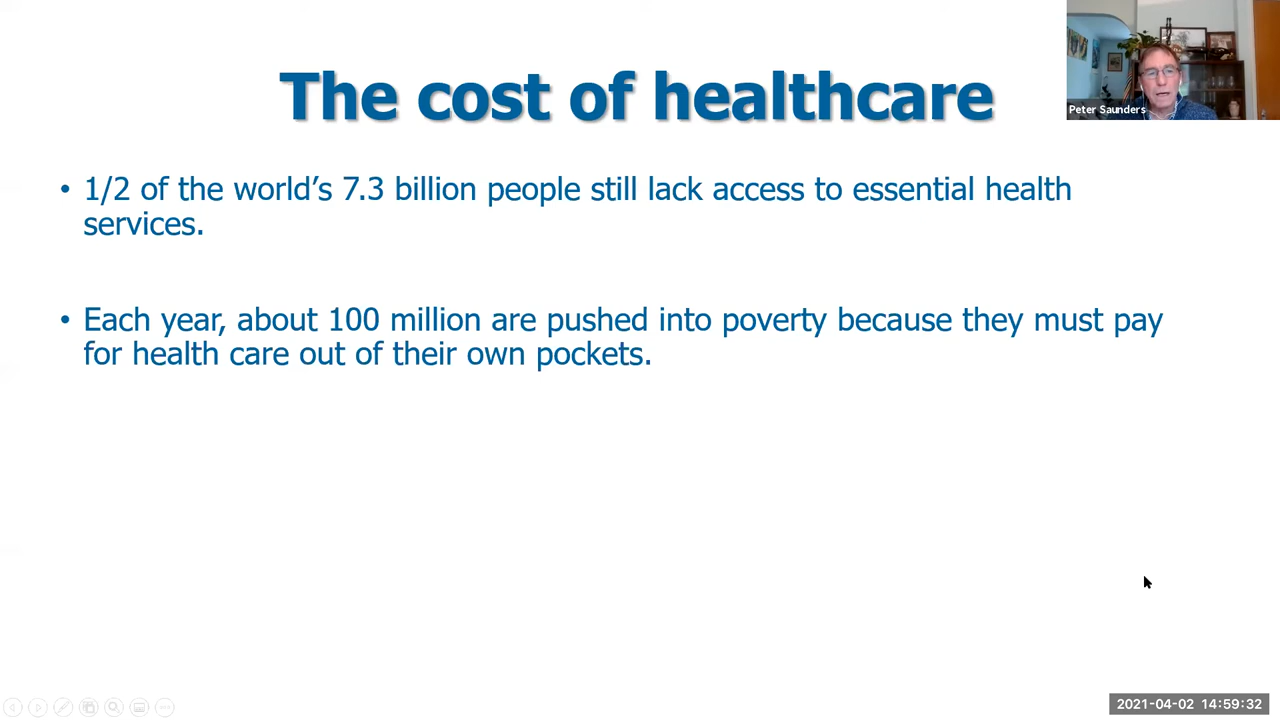 The cost of healthcare
Peter Saunders
• 1/2 of the world’s 7.3 billion people still lack access to essential health
services.
• Each year, about 100 million are pushed into poverty because they must pay
for health care out of their own pockets.
2021-04-02 14:59:32